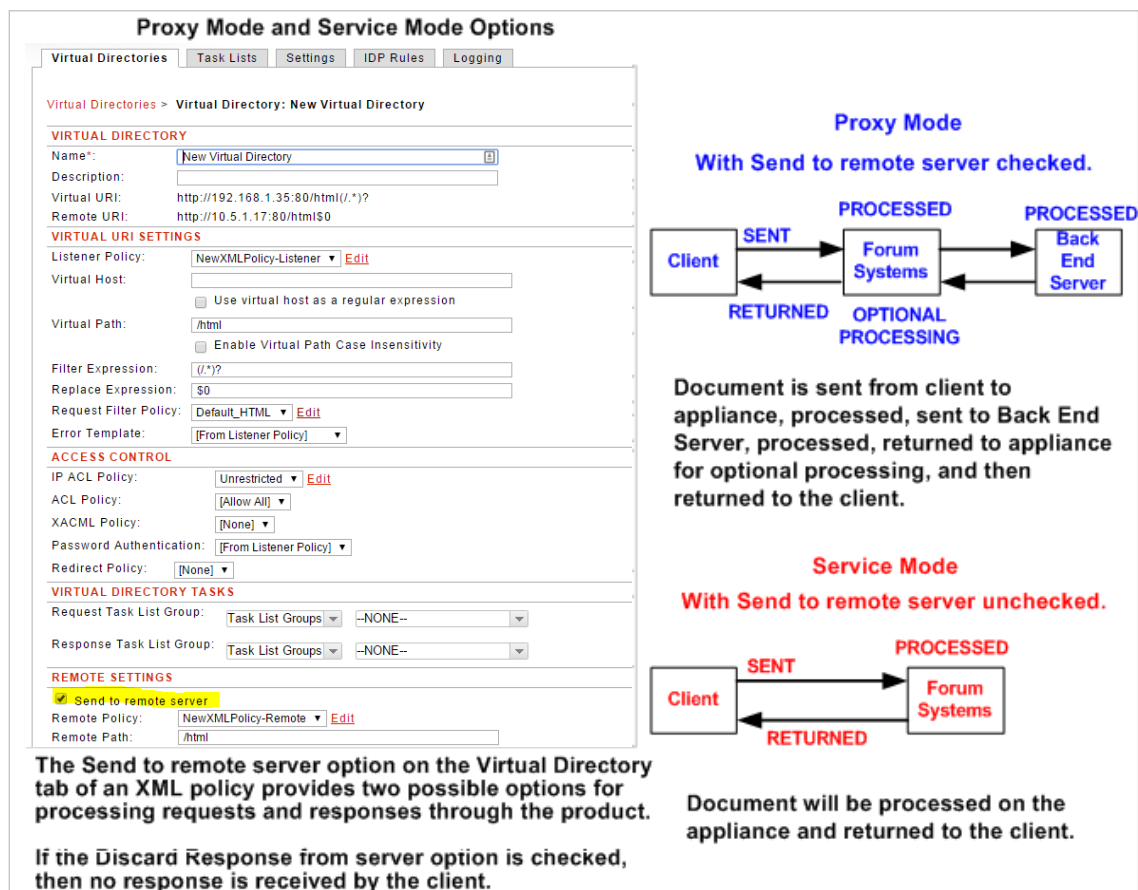 Proxy Mode and Service Mode Options
Virtual Directories
Task Lists
Settings
IDP Rules
Logging
Virtual Directories > Virtual Directory: New Virtual Directory
VIRTUAL DIRECTORY
Name*: New Virtual Directory
Description:
Virtual URI: http://192.168.1.35:80/html(/.*)?
Remote URI: http://10.5.1.17:80/html$0
VIRTUAL URI SETTINGS
Listener Policy: NewXMLPolicy-Listener Edit
Virtual Host:
Use virtual host as a regular expression
Virtual Path: /html
Enable Virtual Path Case Insensitivity
Filter Expression: (/.*)?
Replace Expression: $0
Request Filter Policy: Default_HTML Edit
Error Template: [From Listener Policy]
ACCESS CONTROL
IP ACL Policy: Unrestricted Edit
ACL Policy: [Allow All]
XACML Policy: [None]
Password Authentication: [From Listener Policy]
Redirect Policy: [None]
VIRTUAL DIRECTORY TASKS
Request Task List Group: Task List Groups --NONE--
Response Task List Group: Task List Groups --NONE--
REMOTE SETTINGS
Send to remote server
Remote Policy: NewXMLPolicy-Remote Edit
Remote Path: /html
The Send to remote server option on the Virtual Directory
tab of an XML policy provides two possible options for
processing requests and responses through the product.
If the Discard Response from server option is checked,
then no response is received by the client.
Proxy Mode
With Send to remote server checked.
PROCESSED
PROCESSED
SENT
Client
Forum
Systems
Back
End
Server
RETURNED
OPTIONAL
PROCESSING
Document is sent from client to
appliance, processed, sent to Back End
Server, processed, returned to appliance
for optional processing, and then
returned to the client.
Service Mode
With Send to remote server unchecked.
PROCESSED
SENT
Client
Forum
Systems
RETURNED
Document will be processed on the
appliance and returned to the client.